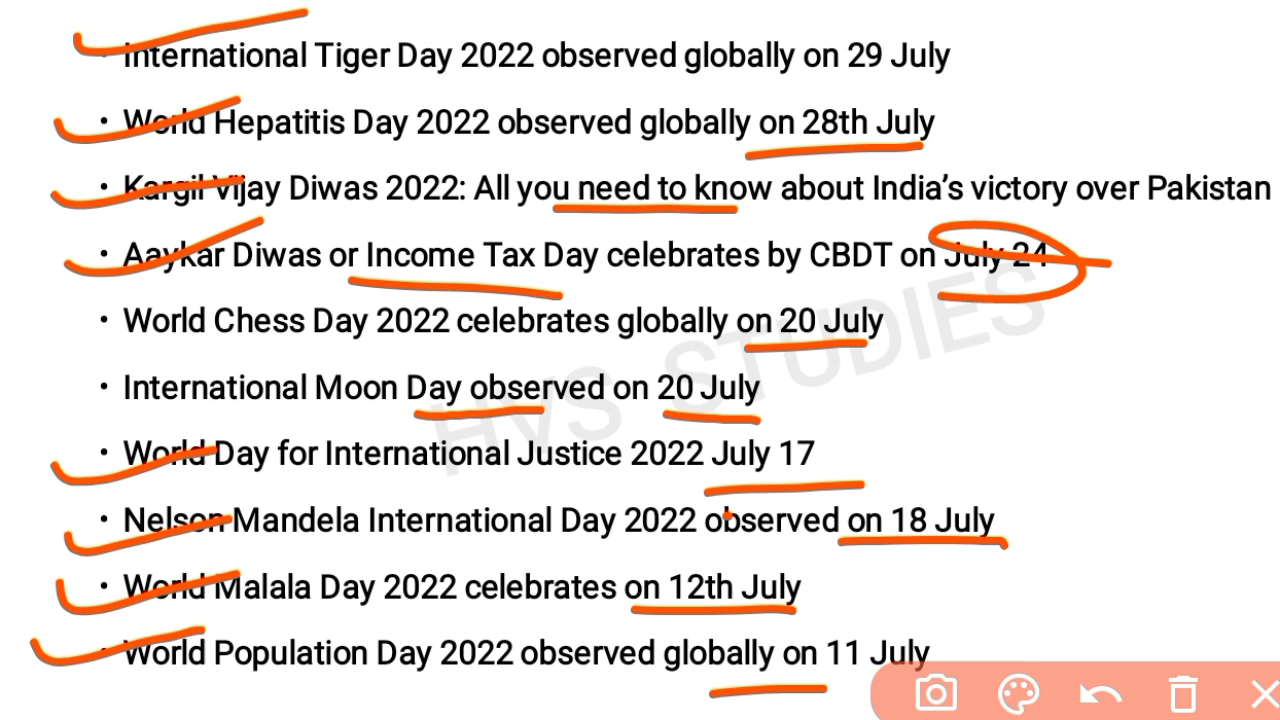 • International Tiger Day 2022 observed globally on 29 July
• World Hepatitis Day 2022 observed globally on 28th July
• Kargil Vijay Diwas 2022: All you need to know about India’s victory over Pakistan
• Aaykar Diwas or Income Tax Day celebrates by CBDT on July 24
• World Chess Day 2022 celebrates globally on 20 July
• International Moon Day observed on 20 July
• World Day for International Justice 2022 July 17
• Nelson Mandela International Day 2022 observed on 18 July
• World Malala Day 2022 celebrates on 12th July
• World Population Day 2022 observed globally on 11 July
HVS STUDIES